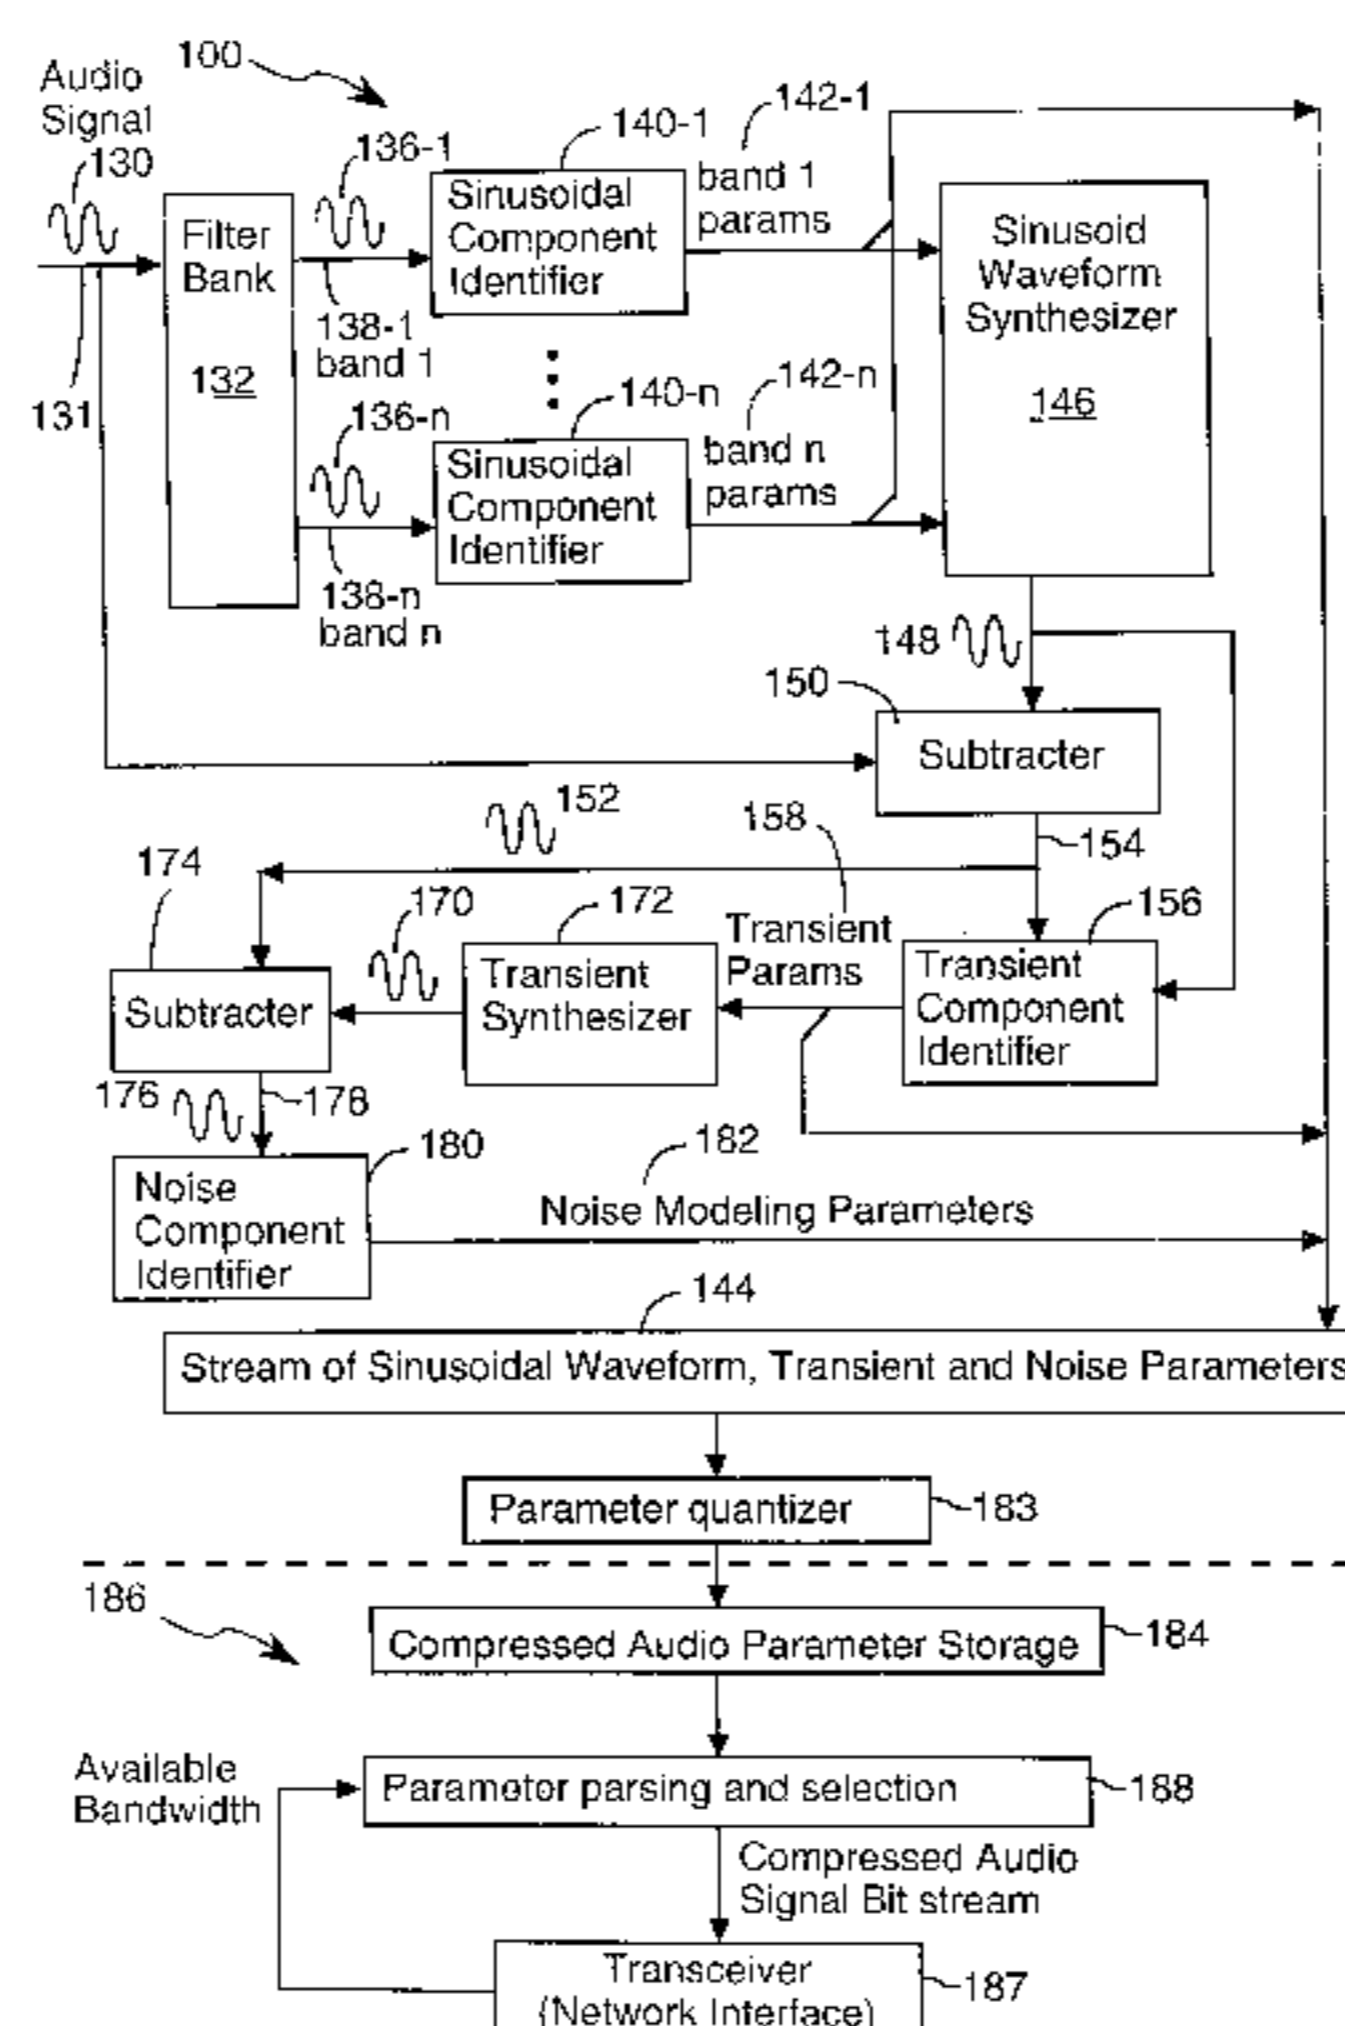 100
Audio
Signal
130
136-1
140-1
142-1
band 1
params
Filter
Bank
132
Sinusoidal
Component
Identifier
Sinusoid
Waveform
Synthesizer
146
138-1
band 1
131
136-n
140-n
142-n
band n
params
Sinusoidal
Component
Identifier
138-n
band n
148
150
Subtracter
152
158
154
174
170
172
156
Transient
Params
Subtracter
Transient
Synthesizer
Transient
Component
Identifier
176
178
180
182
Noise
Component
Identifier
Noise Modeling Parameters
144
Stream of Sinusoidal Waveform, Transient and Noise Parameters
Parameter quantizer
183
186
Compressed Audio Parameter Storage
184
Available
Bandwidth
Parameter parsing and selection
188
Compressed Audio
Signal Bit stream
Transceiver
(Network Interface)
187